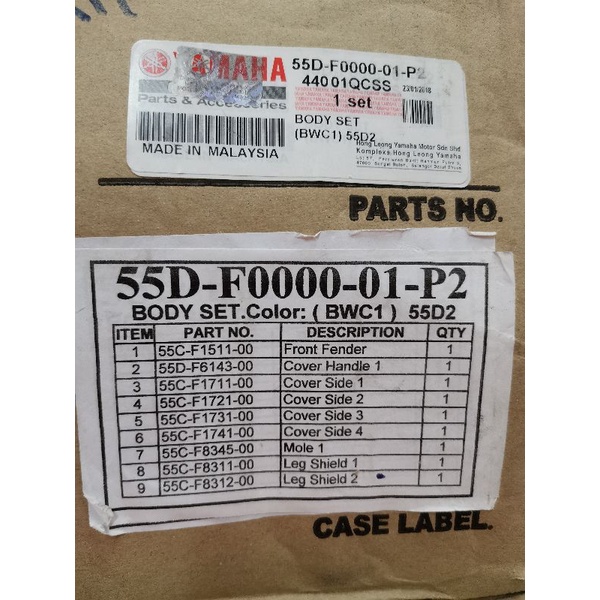 YAMAHA
Parts & Accessories
MADE IN MALAYSIA
55D-F0000-01-P2
44001QCSS 23/01/2018
1 set
BODY SET
(BWC1) 55D2
Hong Leong Yamaha Motor Sdn Bhd
Kompleks Hong Leong Yamaha
PARTS NO.
55D-F0000-01-P2
BODY SET.Color: ( BWC1 ) 55D2
ITEM PART NO. DESCRIPTION QTY
1 55C-F1511-00 Front Fender 1
2 55D-F6143-00 Cover Handle 1 1
3 55C-F1711-00 Cover Side 1 1
4 55C-F1721-00 Cover Side 2 1
5 55C-F1731-00 Cover Side 3 1
6 55C-F1741-00 Cover Side 4 1
7 55C-F8345-00 Mole 1 1
8 55C-F8311-00 Leg Shield 1 1
9 55C-F8312-00 Leg Shield 2 1
CASE LABEL.